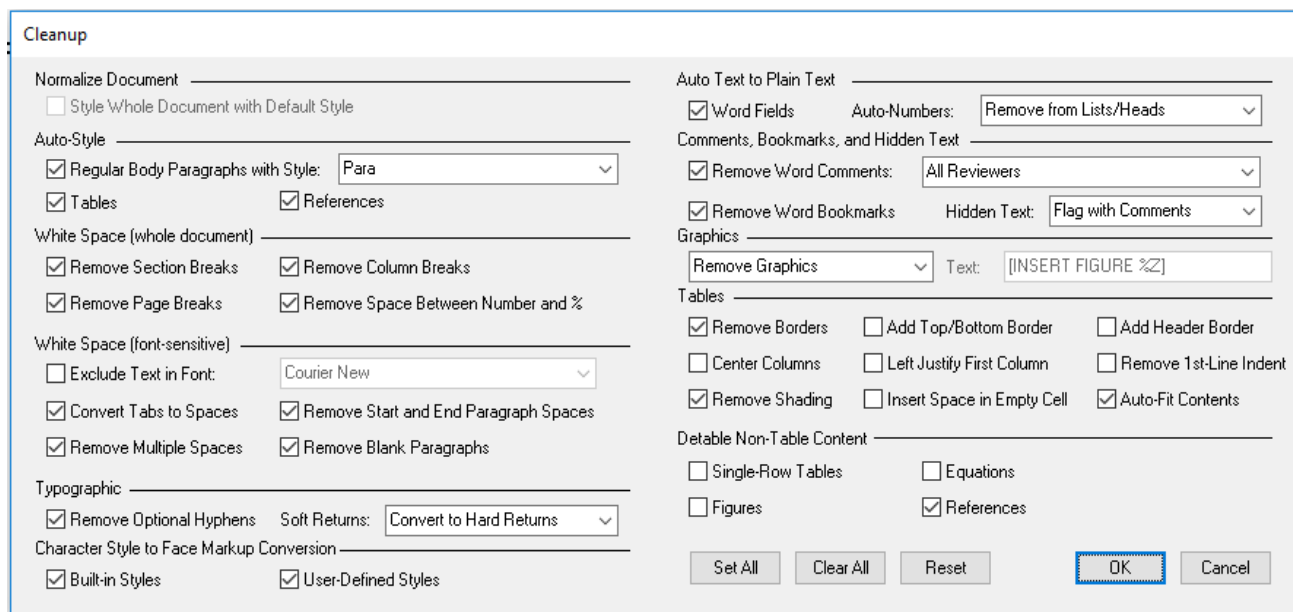 Cleanup
Normalize Document
Style Whole Document with Default Style
Auto-Style
Regular Body Paragraphs with Style: Para
Tables References
White Space (whole document)
Remove Section Breaks Remove Column Breaks
Remove Page Breaks Remove Space Between Number and %
White Space (font-sensitive)
Exclude Text in Font: Courier New
Convert Tabs to Spaces Remove Start and End Paragraph Spaces
Remove Multiple Spaces Remove Blank Paragraphs
Typographic
Remove Optional Hyphens Soft Returns: Convert to Hard Returns
Character Style to Face Markup Conversion
Built-in Styles User-Defined Styles
Auto Text to Plain Text
Word Fields Auto-Numbers: Remove from Lists/Heads
Comments, Bookmarks, and Hidden Text
Remove Word Comments: All Reviewers
Remove Word Bookmarks Hidden Text: Flag with Comments
Graphics
Remove Graphics Text: [INSERT FIGURE %Z]
Tables
Remove Borders Add Top/Bottom Border Add Header Border
Center Columns Left Justify First Column Remove 1st-Line Indent
Remove Shading Insert Space in Empty Cell Auto-Fit Contents
Detable Non-Table Content
Single-Row Tables Equations
Figures References
Set All Clear All Reset OK Cancel